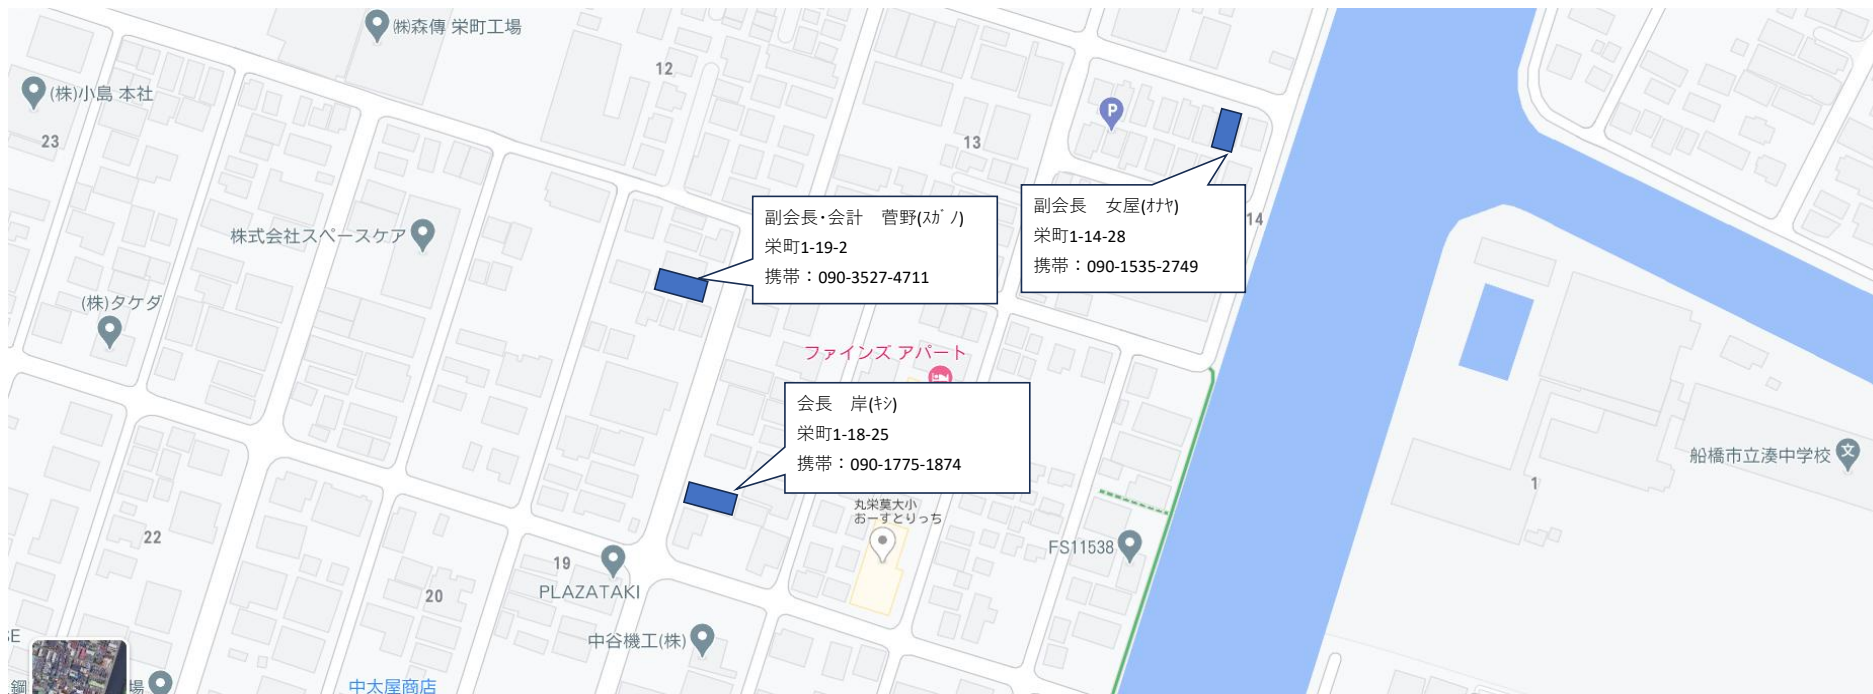 ㈱森傳 栄町工場
12
(株)小島 本社
23
P
13
副会長･会計　菅野(ｽｶﾞﾉ)
栄町1-19-2
携帯：090-3527-4711
副会長　女屋(ｵﾅﾔ)
栄町1-14-28
携帯：090-1535-2749
14
株式会社スペースケア
(株)タケダ
ファインズ アパート
会長　岸(ｷｼ)
栄町1-18-25
携帯：090-1775-1874
船橋市立湊中学校
文
1
丸栄莫大小
おーすとりっち
FS11538
22
19
PLAZATAKI
20
中谷機工(株)
中太屋商店
鋼
場